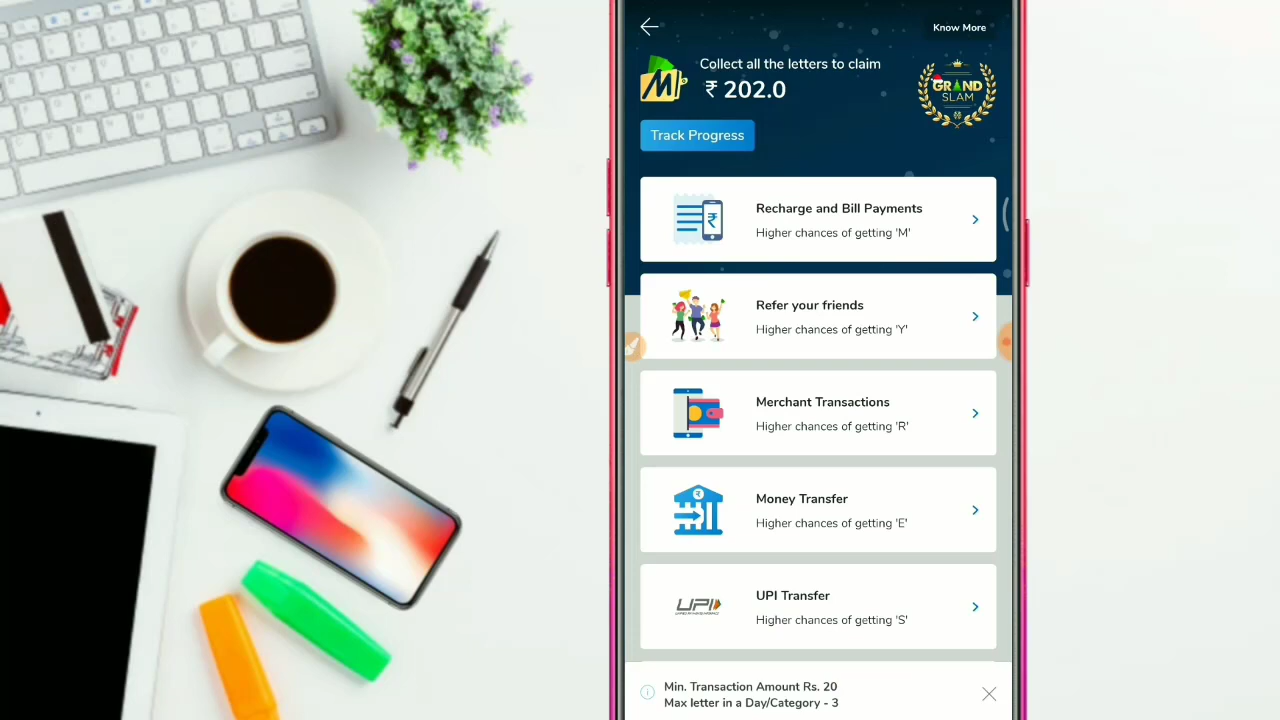 Know More
Collect all the letters to claim
₹ 202.0
GRAND
SLAM
Track Progress
Recharge and Bill Payments
Higher chances of getting 'M'
Refer your friends
Higher chances of getting 'Y'
Merchant Transactions
Higher chances of getting 'R'
Money Transfer
Higher chances of getting 'E'
UPI
UPI Transfer
Higher chances of getting 'S'
Min. Transaction Amount Rs. 20
Max letter in a Day/Category - 3